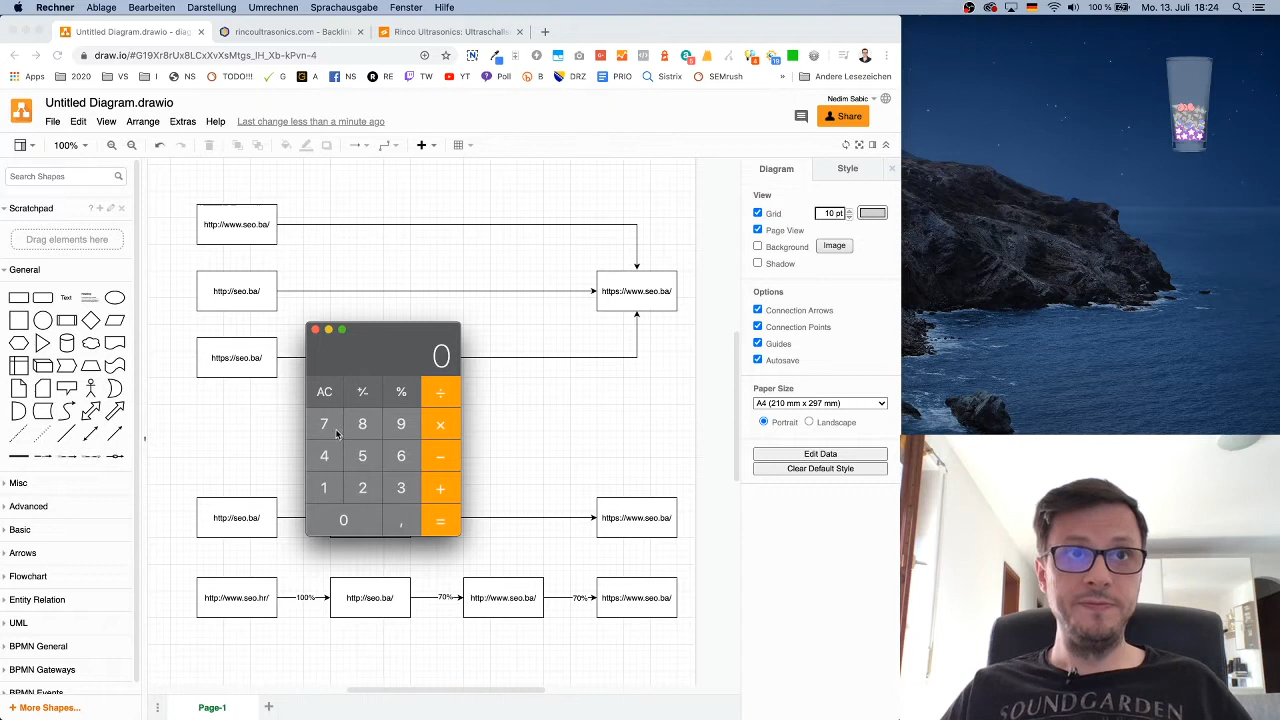 Rechner Ablage Bearbeiten Darstellung Umrechnen Sprachausgabe Fenster Hilfe 100 % Mo. 13. Juli 18:24
Untitled Diagram.drawio - diag × rincoultrasonics.com - Backlink × Rinco Ultrasonics: Ultraschall ×
draw.io/#G19Xr8rUx8LCxYvXsMtgs_lH_Xb-kPvn-4
Apps 2020 VS TODO!!! GA NS RE TW YT Poll B DRZ PRIO Sistrix SEMrush » Andere Lesezeichen
Untitled Diagram.drawio
Nedim Sabic
File Edit Arrange Extras Help Last change less than a minute ago
Share
100%
Search Shapes
Scratchpad
Drag elements here
General
Text
Misc
Advanced
Basic
Arrows
Flowchart
Entity Relation
UML
BPMN General
BPMN Gateways
BPMN Events
+ More Shapes...
http://www.seo.ba/
http://seo.ba/
https://www.seo.ba/
https://seo.ba/
0
AC +/- % ÷
7 8 9 ×
4 5 6 −
1 2 3 +
0 , =
http://seo.ba/
https://www.seo.ba/
http://www.seo.hr/ 100% http://seo.ba/ 70% http://www.seo.ba/ 70% https://www.seo.ba/
Page-1
Diagram Style
View
Grid 10 pt
Page View
Background Image
Shadow
Options
Connection Arrows
Connection Points
Guides
Autosave
Paper Size
A4 (210 mm x 297 mm)
Portrait Landscape
Edit Data
Clear Default Style
SOUNDGARDEN